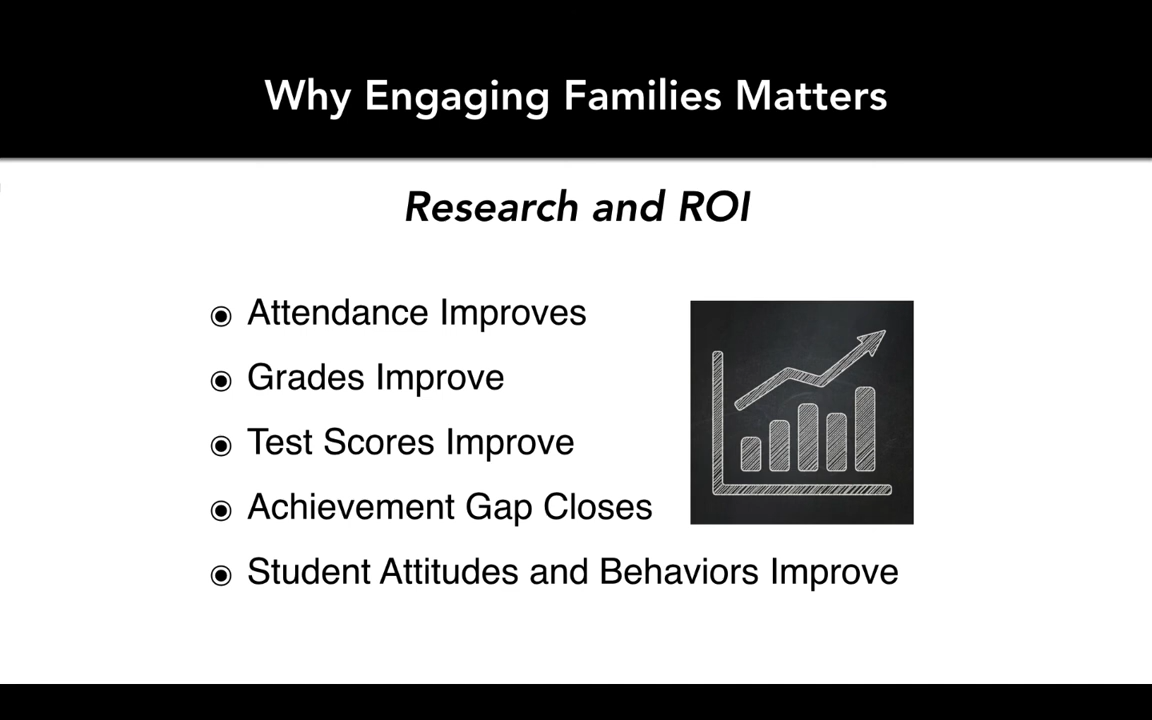 Why Engaging Families Matters
Research and ROI
Attendance Improves
Grades Improve
Test Scores Improve
Achievement Gap Closes
Student Attitudes and Behaviors Improve